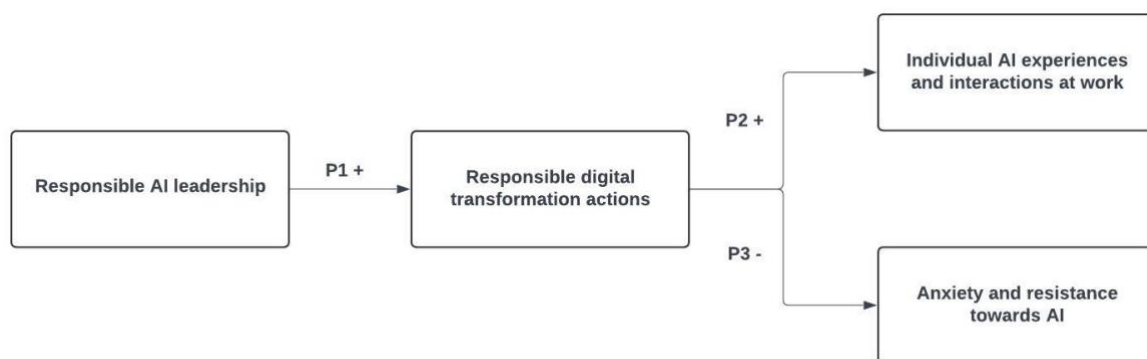 Individual AI experiences
and interactions at work
P2 +
Responsible AI leadership
P1 +
Responsible digital
transformation actions
P3 -
Anxiety and resistance
towards AI